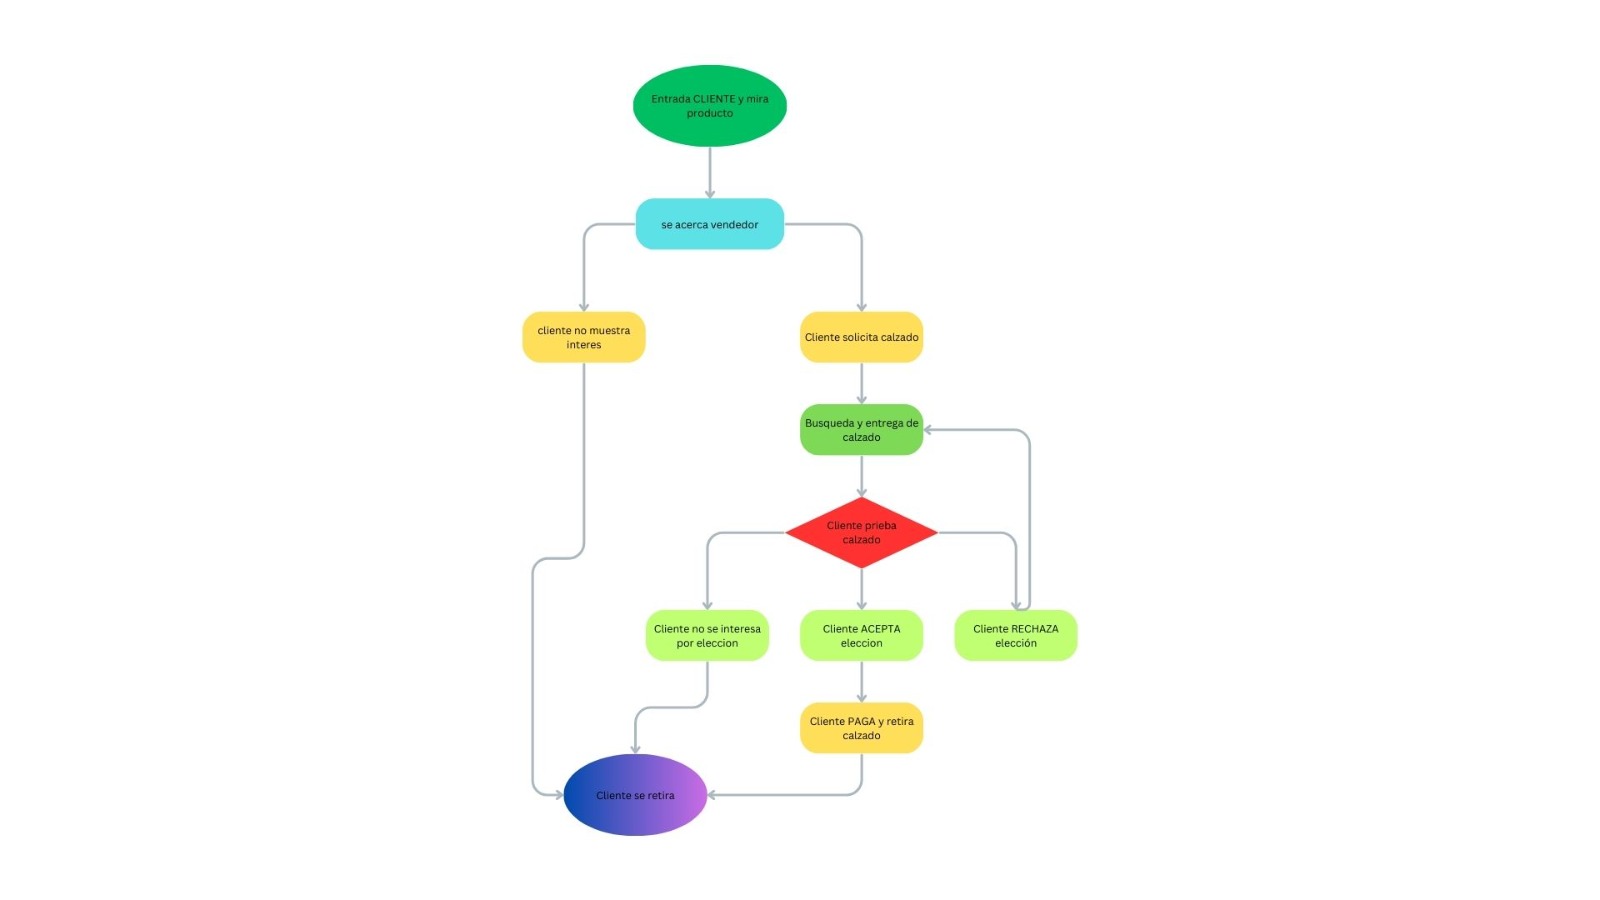 Entrada CLIENTE y mira
producto
se acerca vendedor
cliente no muestra
interes
Cliente solicita calzado
Busqueda y entrega de
calzado
Cliente prieba
calzado
Cliente no se interesa
por eleccion
Cliente ACEPTA
eleccion
Cliente RECHAZA
elección
Cliente PAGA y retira
calzado
Cliente se retira